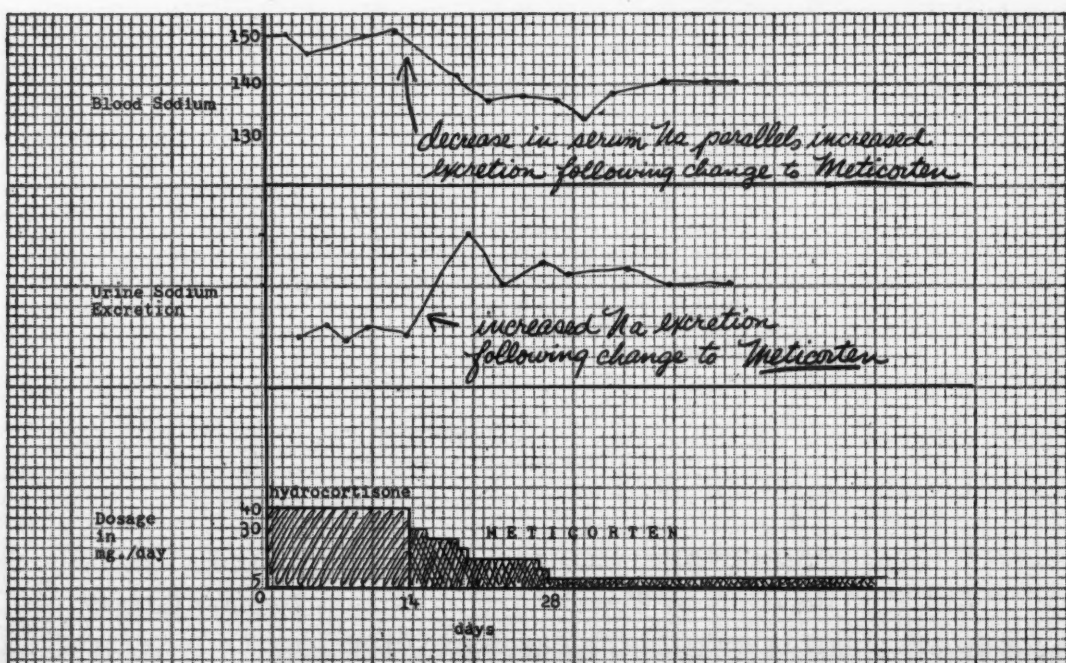 150
140
Blood Sodium
130
decrease in serum Na parallels increased
excretion following change to Meticorten
Urine Sodium
Excretion
increased Na excretion
following change to Meticorten
hydrocortisone
40
Dosage
30
METICORTEN
in
mg./day
5
0
14
28
days